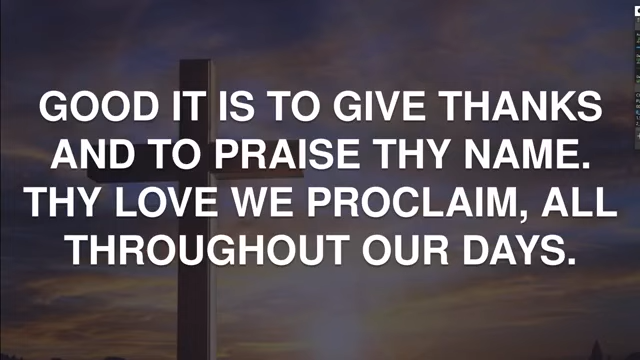 GOOD IT IS TO GIVE THANKS
AND TO PRAISE THY NAME.
THY LOVE WE PROCLAIM, ALL
THROUGHOUT OUR DAYS.